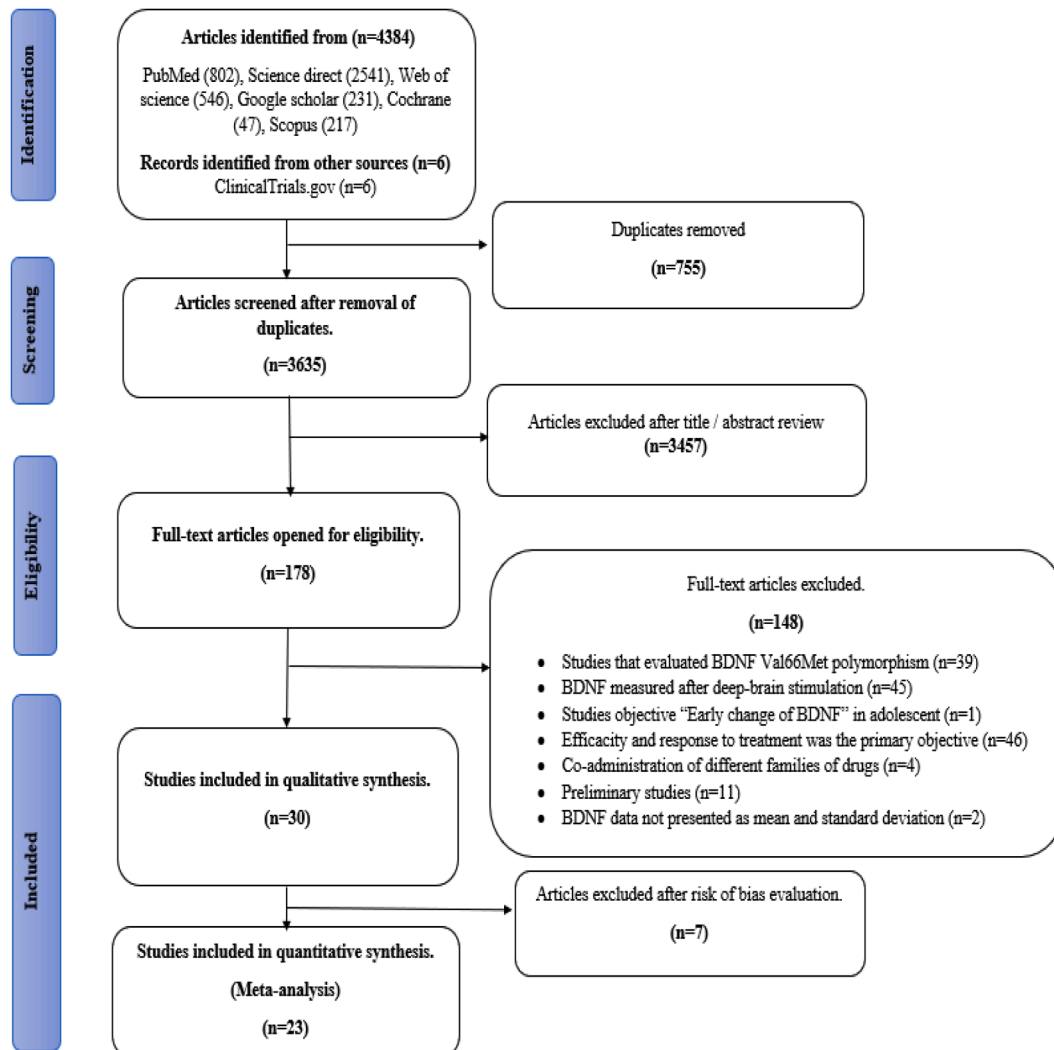 Identification
Articles identified from (n=4384)
PubMed (802), Science direct (2541), Web of
science (546), Google scholar (231), Cochrane
(47), Scopus (217)
Records identified from other sources (n=6)
ClinicalTrials.gov (n=6)
Duplicates removed
(n=755)
Screening
Articles screened after removal of
duplicates.
(n=3635)
Articles excluded after title / abstract review
(n=3457)
Eligibility
Full-text articles opened for eligibility.
(n=178)
Full-text articles excluded.
(n=148)
• Studies that evaluated BDNF Val66Met polymorphism (n=39)
• BDNF measured after deep-brain stimulation (n=45)
• Studies objective “Early change of BDNF” in adolescent (n=1)
• Efficacy and response to treatment was the primary objective (n=46)
• Co-administration of different families of drugs (n=4)
• Preliminary studies (n=11)
• BDNF data not presented as mean and standard deviation (n=2)
Included
Studies included in qualitative synthesis.
(n=30)
Articles excluded after risk of bias evaluation.
(n=7)
Studies included in quantitative synthesis.
(Meta-analysis)
(n=23)